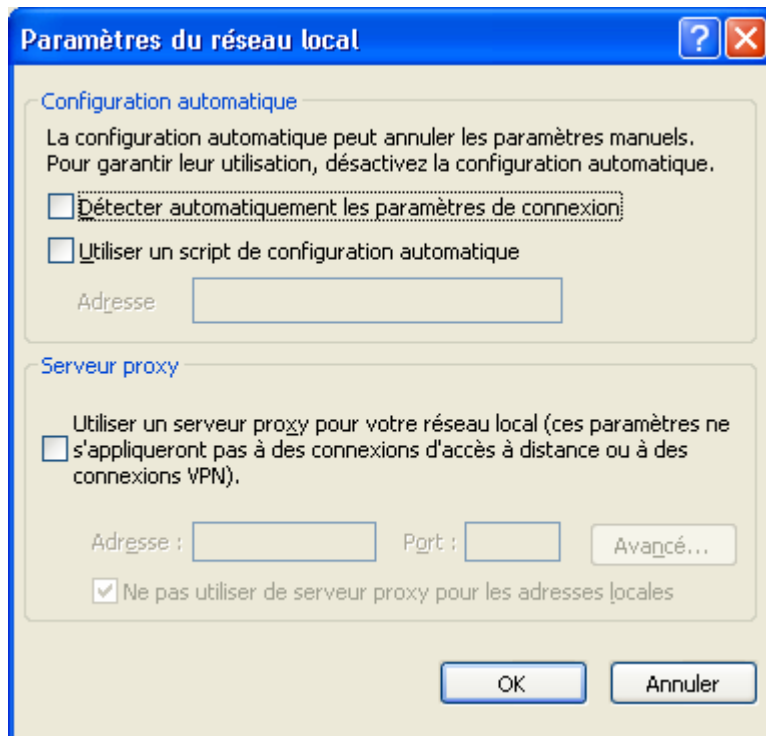 Paramètres du réseau local
Configuration automatique
La configuration automatique peut annuler les paramètres manuels.
Pour garantir leur utilisation, désactivez la configuration automatique.
Détecter automatiquement les paramètres de connexion
Utiliser un script de configuration automatique
Adresse
Serveur proxy
Utiliser un serveur proxy pour votre réseau local (ces paramètres ne
s'appliqueront pas à des connexions d'accès à distance ou à des
connexions VPN).
Adresse : Port : Avancé...
Ne pas utiliser de serveur proxy pour les adresses locales
OK Annuler